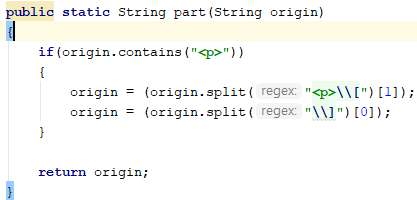 public static String part(String origin)
{
if(origin.contains("<p>"))
{
origin = (origin.split( regex: "<p>\\[")[1]);
origin = (origin.split( regex: "\\]")[0]);
}
return origin;
}